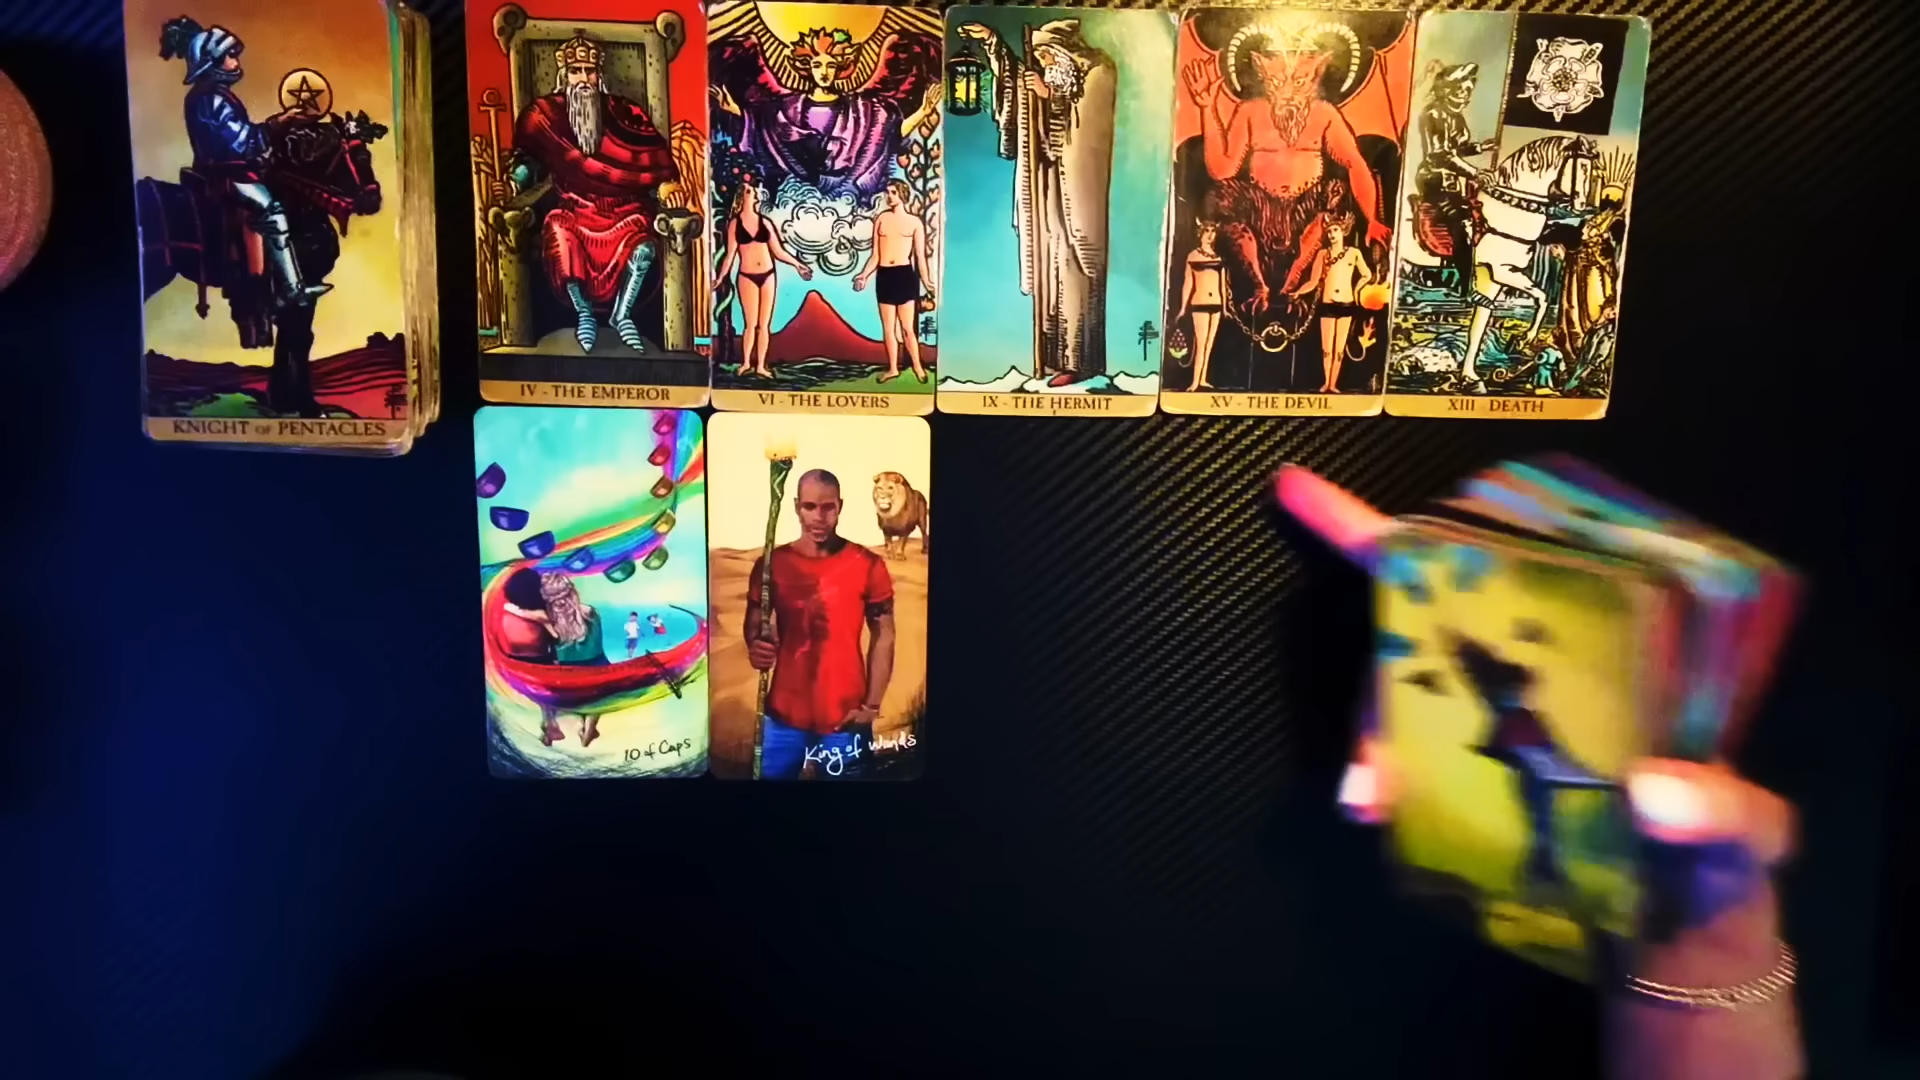 KNIGHT OF PENTACLES
IV - THE EMPEROR
VI - THE LOVERS
IX - THE HERMIT
XV - THE DEVIL
XIII DEATH
10 of Cups
King of Wands